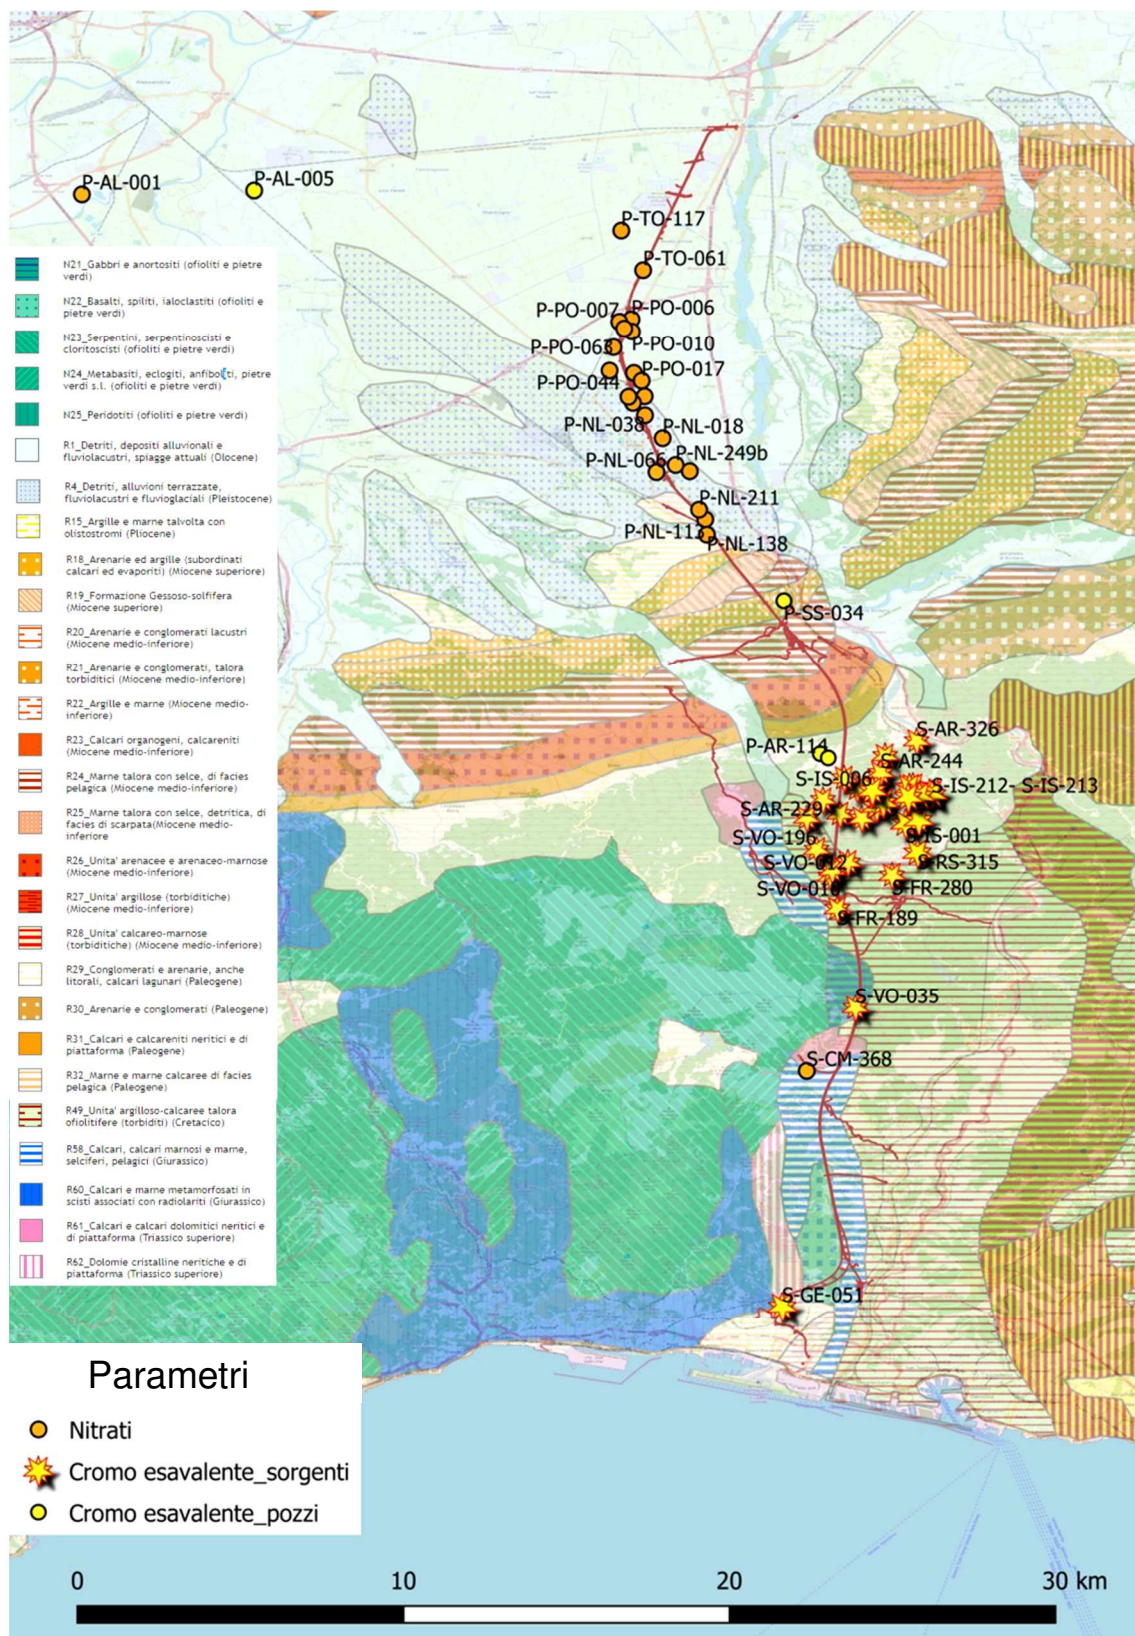 P-AL-001
P-AL-005
P-TO-117
P-TO-061
P-PO-007
P-PO-006
P-PO-063
P-PO-010
P-PO-017
P-PO-044
P-NL-038
P-NL-018
P-NL-066
P-NL-249b
P-NL-211
P-NL-113
P-NL-138
P-SS-034
S-AR-326
P-AR-114
S-AR-244
S-IS-006
S-IS-212- S-IS-213
S-AR-229
S-VO-196
S-IS-001
S-VO-012
S-RS-315
S-VO-010
S-FR-280
S-FR-189
S-VO-035
S-CM-368
S-GE-051
N21_Gabbri e anortositi (ofioliti e pietre
verdi)
N22_Basalti, spiliti, ialoclastiti (ofioliti e
pietre verdi)
N23_Serpentini, serpentinoscisti e
cloritoscisti (ofioliti e pietre verdi)
N24_Metabasiti, eclogiti, anfiboliti, pietre
verdi s.l. (ofioliti e pietre verdi)
N25_Peridotiti (ofioliti e pietre verdi)
R1_Detriti, depositi alluvionali e
fluviolacustri, spiagge attuali (Olocene)
R4_Detriti, alluvioni terrazzate,
fluviolacustri e fluvioglaciali (Pleistocene)
R15_Argille e marne talvolta con
olistostromi (Pliocene)
R18_Arenarie ed argille (subordinati
calcari ed evaporiti) (Miocene superiore)
R19_Formazione Gessoso-solfifera
(Miocene superiore)
R20_Arenarie e conglomerati lacustri
(Miocene medio-inferiore)
R21_Arenarie e conglomerati, talora
torbiditici (Miocene medio-inferiore)
R22_Argille e marne (Miocene medio-
inferiore)
R23_Calcari organogeni, calcareniti
(Miocene medio-inferiore)
R24_Marne talora con selce, di facies
pelagica (Miocene medio-inferiore)
R25_Marne talora con selce, detritica, di
facies di scarpata(Miocene medio-
inferiore
R26_Unita' arenacee e arenaceo-marnose
(Miocene medio-inferiore)
R27_Unita' argillose (torbiditiche)
(Miocene medio-inferiore)
R28_Unita' calcareo-marnose
(torbiditiche) (Miocene medio-inferiore)
R29_Conglomerati e arenarie, anche
litorali, calcari lagunari (Paleogene)
R30_Arenarie e conglomerati (Paleogene)
R31_Calcari e calcareniti neritici e di
piattaforma (Paleogene)
R32_Marne e marne calcaree di facies
pelagica (Paleogene)
R49_Unita' argilloso-calcaree talora
ofiolitifere (torbiditi) (Cretacico)
R58_Calcari, calcari marnosi e marne,
selciferi, pelagici (Giurassico)
R60_Calcari e marne metamorfosati in
scisti associati con radiolariti (Giurassico)
R61_Calcari e calcari dolomitici neritici e
di piattaforma (Triassico superiore)
R62_Dolomie cristalline neritiche e di
piattaforma (Triassico superiore)
Parametri
Nitrati
Cromo esavalente_sorgenti
Cromo esavalente_pozzi
0 10 20 30 km